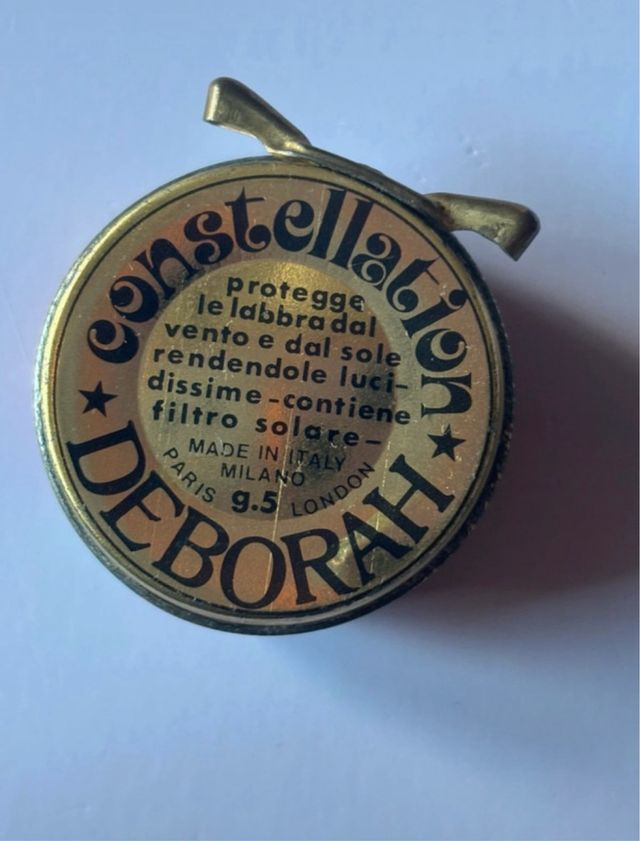 constellation
protegge
le labbra dal
vento e dal sole
rendendole luci-
dissime-contiene
filtro solare-
MADE IN ITALY
MILANO
PARIS g.5 LONDON
DEBORAH